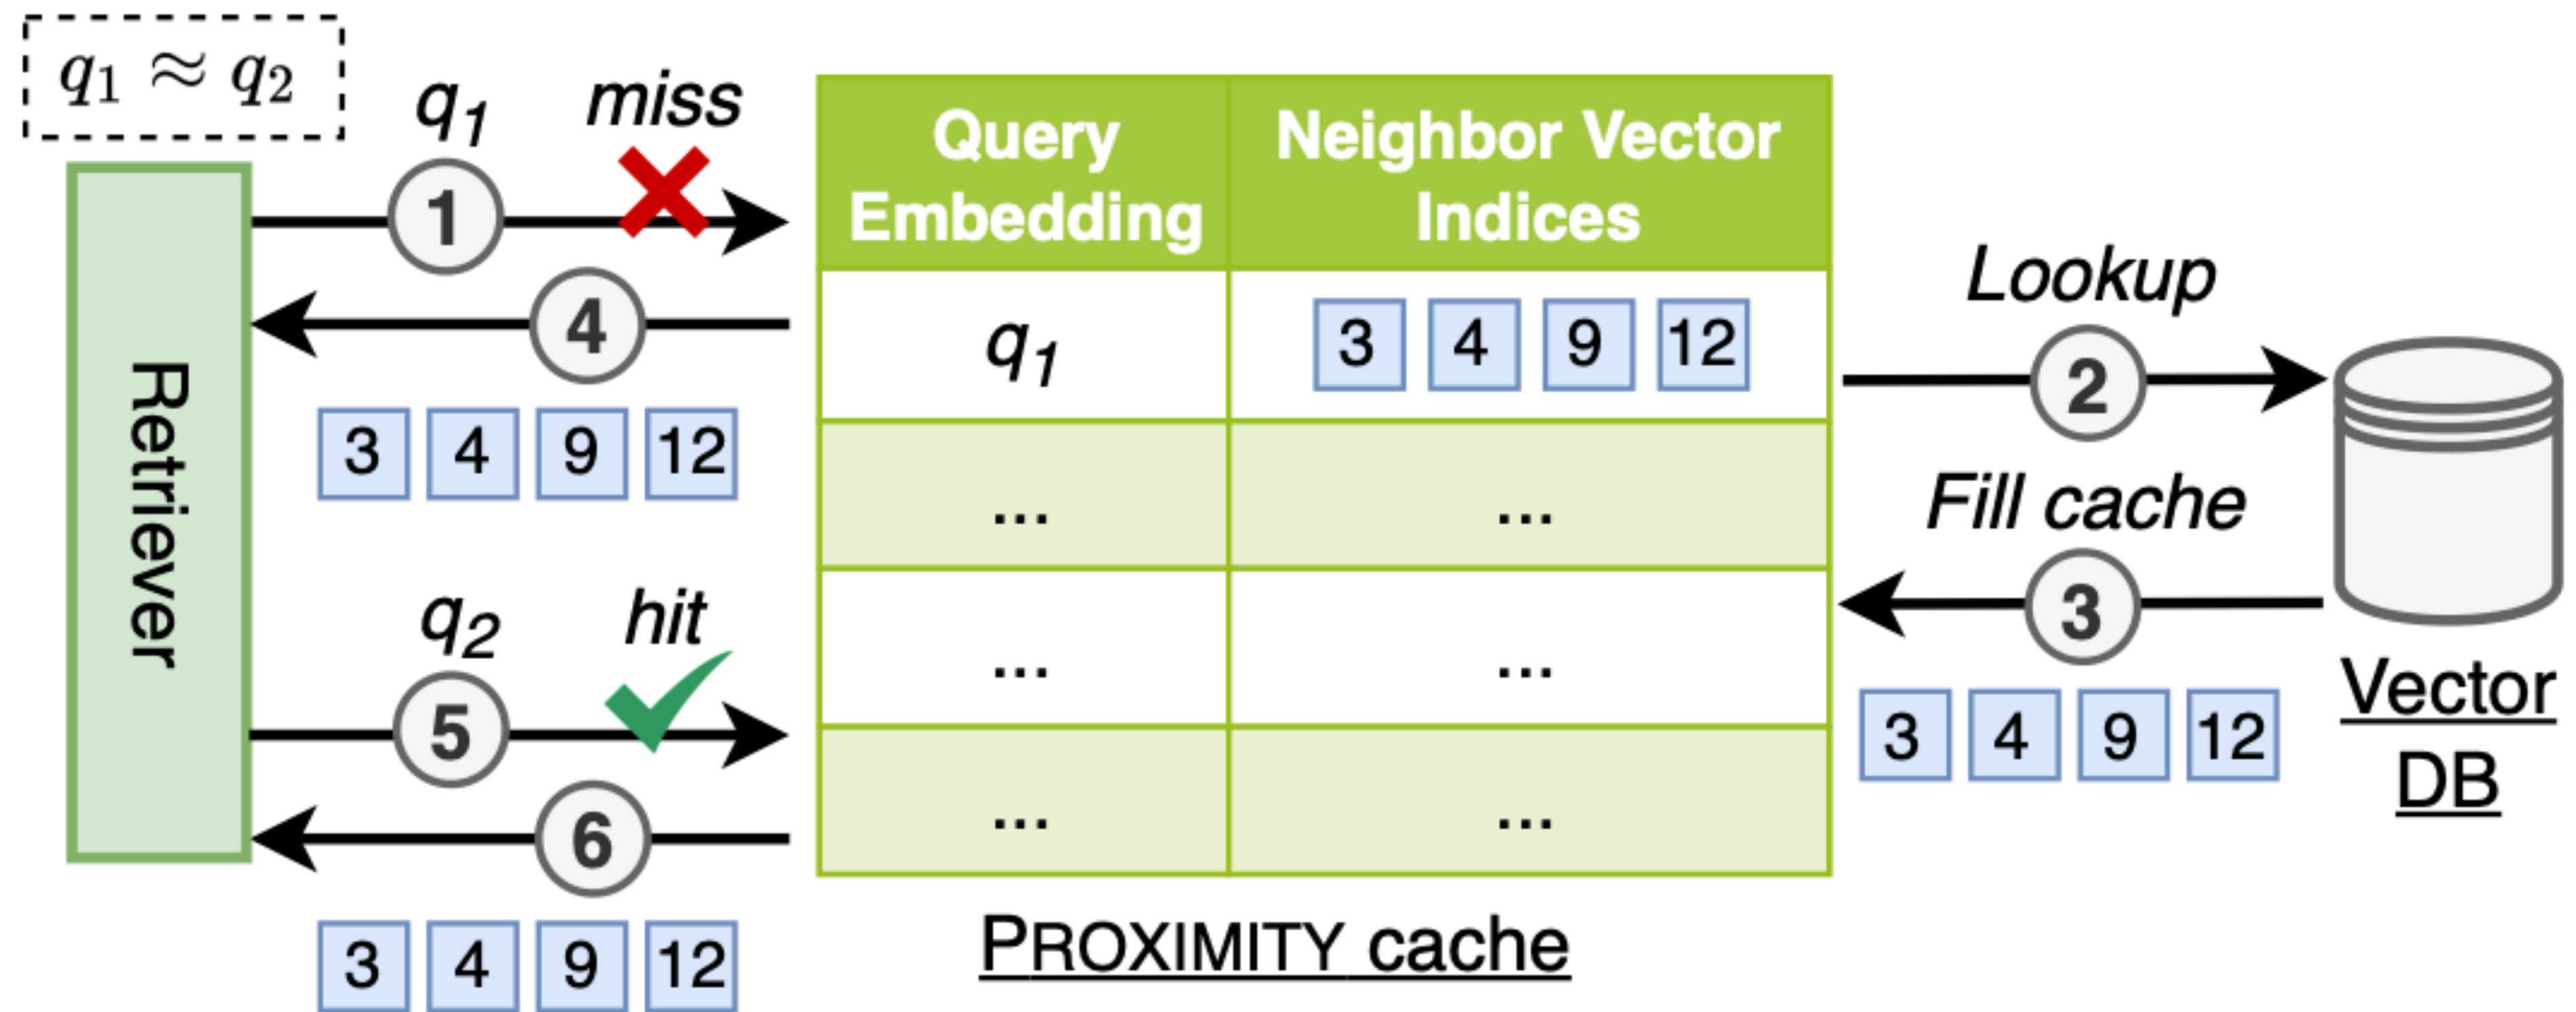 q₁ ≈ q₂
q₁ miss
1
4
3 4 9 12
Retriever
q₂ hit
5
6
3 4 9 12
Query Embedding
Neighbor Vector Indices
q₁
3 4 9 12
... ...
... ...
... ...
PROXIMITY cache
Lookup
2
Fill cache
3
3 4 9 12
Vector
DB